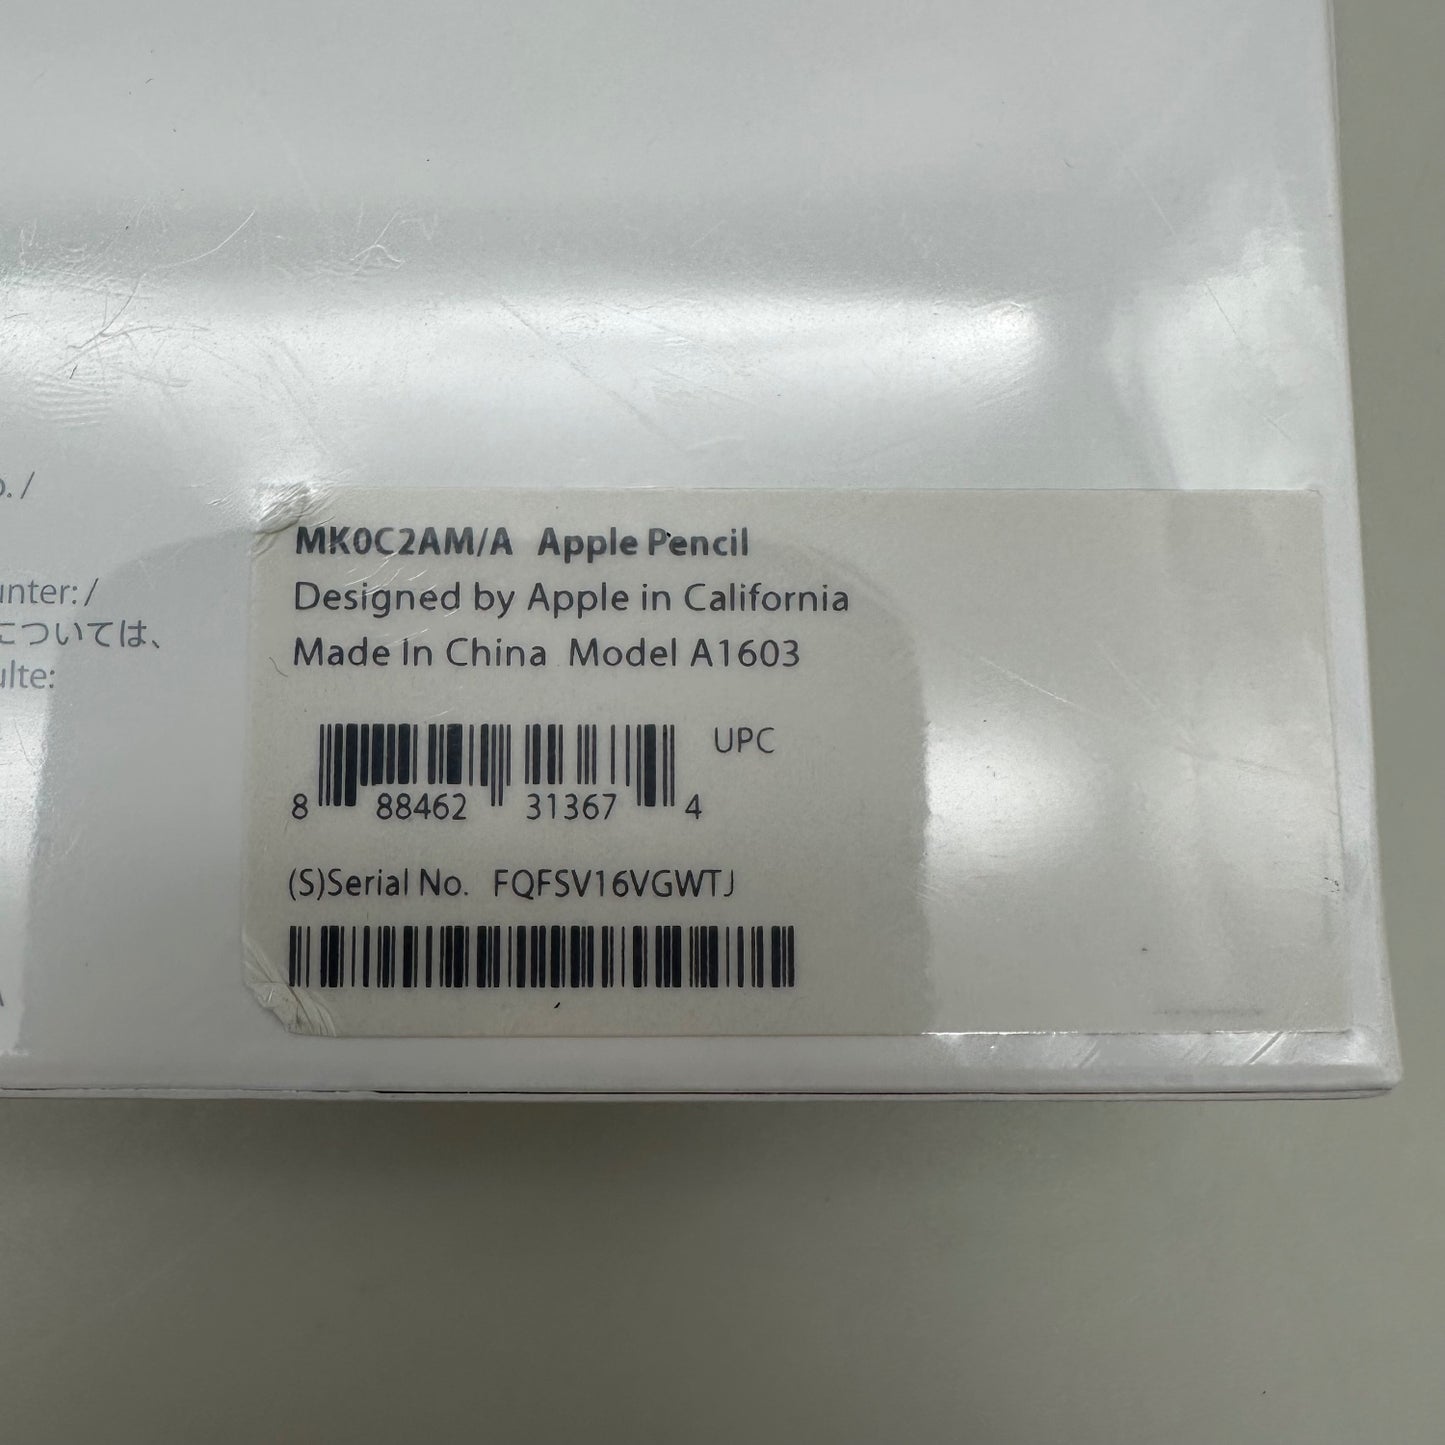 o. /
unter: /
については、
ulte:
MK0C2AM/A Apple Pencil
Designed by Apple in California
Made In China Model A1603
UPC
8 88462 31367 4
(S)Serial No. FQFSV16VGWTJ